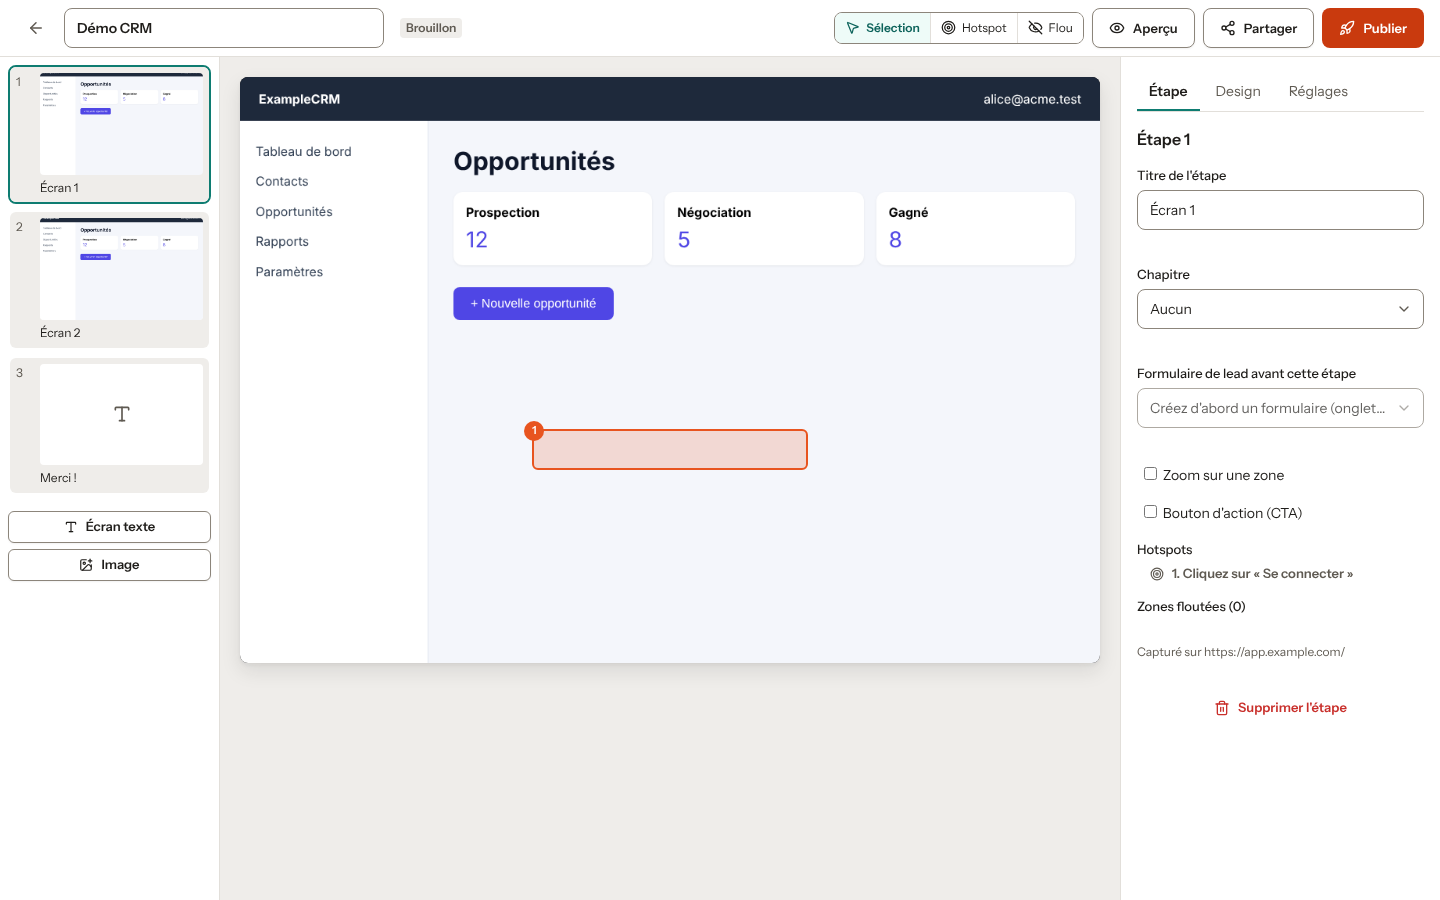 Démo CRM
Brouillon
Sélection
Hotspot
Flou
Aperçu
Partager
Publier
1
Écran 1
2
Écran 2
3
T
Merci !
Écran texte
Image
ExampleCRM
alice@acme.test
Tableau de bord
Contacts
Opportunités
Rapports
Paramètres
Opportunités
Prospection
12
Négociation
5
Gagné
8
+ Nouvelle opportunité
1
Étape
Design
Réglages
Étape 1
Titre de l'étape
Écran 1
Chapitre
Aucun
Formulaire de lead avant cette étape
Créez d'abord un formulaire (onglet...
Zoom sur une zone
Bouton d'action (CTA)
Hotspots
1. Cliquez sur « Se connecter »
Zones floutées (0)
Capturé sur https://app.example.com/
Supprimer l'étape